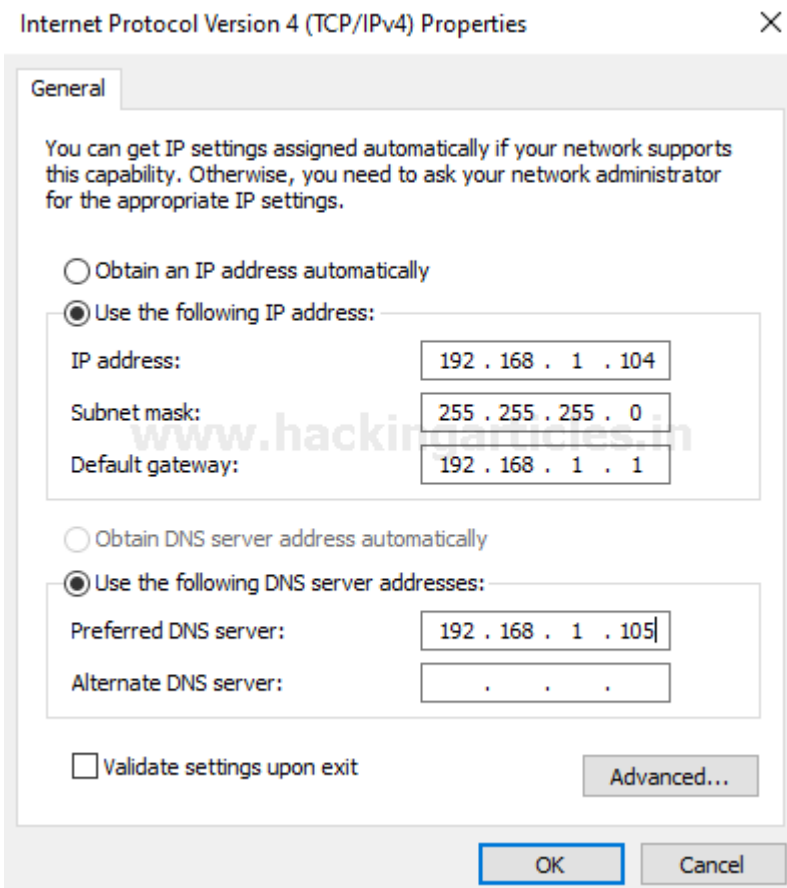 Internet Protocol Version 4 (TCP/IPv4) Properties
General
You can get IP settings assigned automatically if your network supports
this capability. Otherwise, you need to ask your network administrator
for the appropriate IP settings.
Obtain an IP address automatically
Use the following IP address:
IP address: 192 . 168 . 1 . 104
Subnet mask: 255 . 255 . 255 . 0
www.hackingarticles.in
Default gateway: 192 . 168 . 1 . 1
Obtain DNS server address automatically
Use the following DNS server addresses:
Preferred DNS server: 192 . 168 . 1 . 105
Alternate DNS server: . . .
Validate settings upon exit
Advanced...
OK Cancel